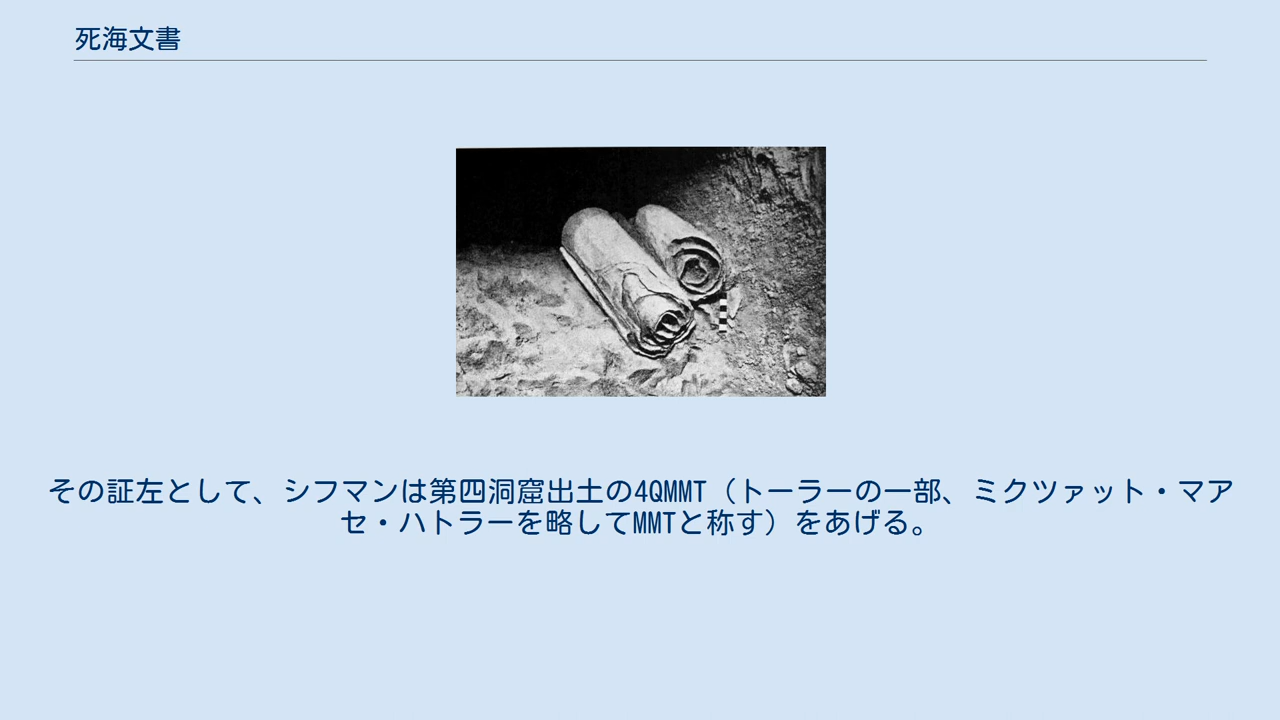 死海文書
その証左として、シフマンは第四洞窟出土の4QMMT（トーラーの一部、ミクツァット・マア
セ・ハトラーを略してMMTと称す）をあげる。